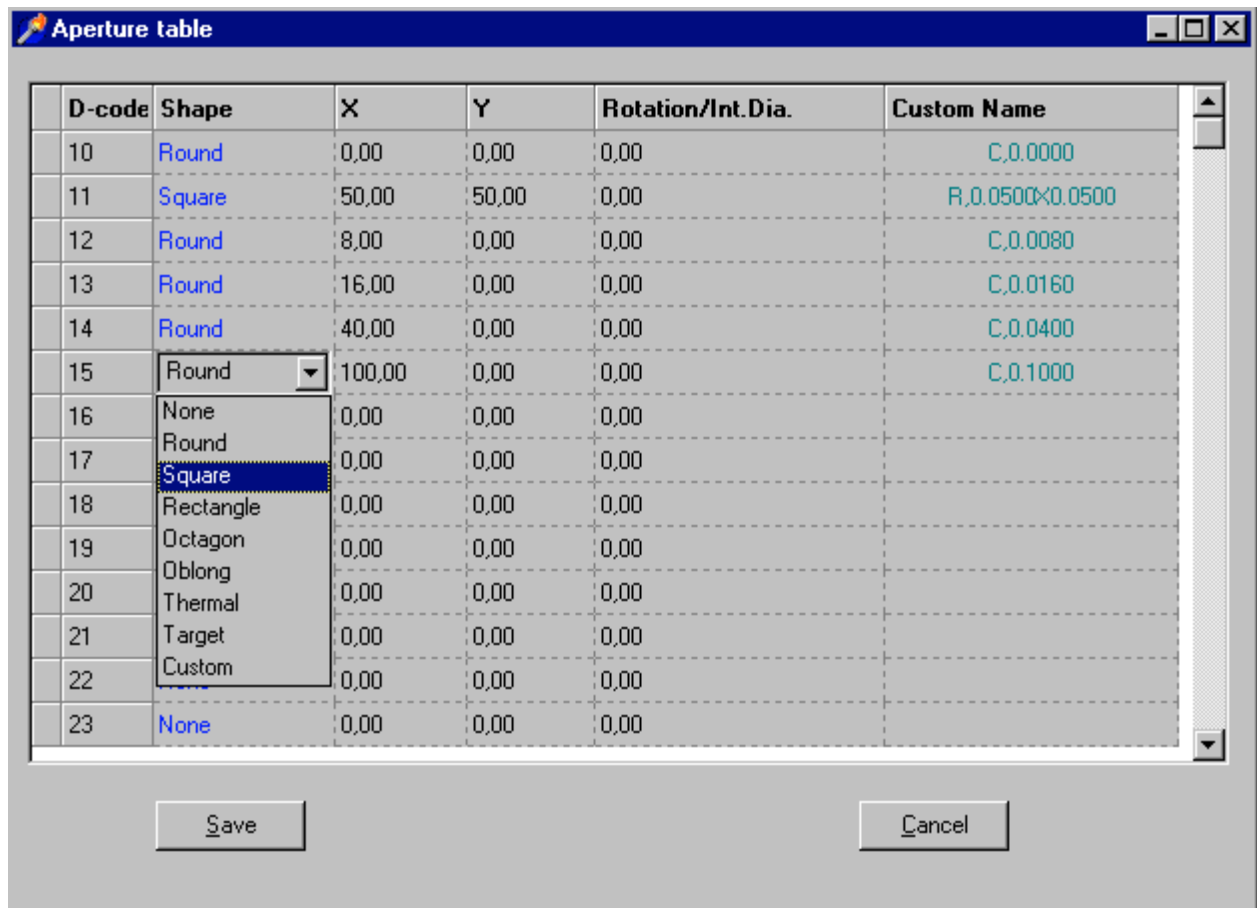 Aperture table
D-code Shape X Y Rotation/Int.Dia. Custom Name
10 Round 0,00 0,00 0,00 C,0.0000
11 Square 50,00 50,00 0,00 R,0.0500X0.0500
12 Round 8,00 0,00 0,00 C,0.0080
13 Round 16,00 0,00 0,00 C,0.0160
14 Round 40,00 0,00 0,00 C,0.0400
15 Round 100,00 0,00 0,00 C,0.1000
16 0,00 0,00 0,00
17 0,00 0,00 0,00
18 0,00 0,00 0,00
19 0,00 0,00 0,00
20 0,00 0,00 0,00
21 0,00 0,00 0,00
22 0,00 0,00 0,00
23 None 0,00 0,00 0,00
None
Round
Square
Rectangle
Octagon
Oblong
Thermal
Target
Custom
Save Cancel